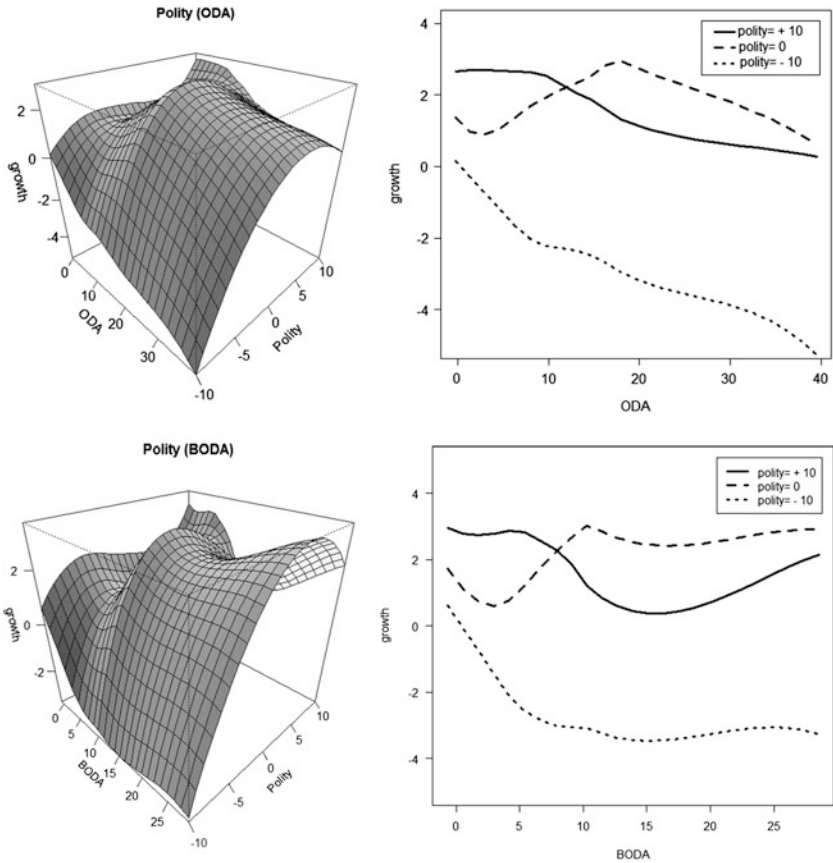 Polity (ODA)
growth
2
0
-2
-4
0
10
20
30
ODA
-10
-5
0
5
10
Polity
polity= + 10
polity= 0
polity= - 10
growth
4
2
0
-2
-4
0
10
20
30
40
ODA
Polity (BODA)
growth
2
0
-2
0
5
10
15
20
25
BODA
-10
-5
0
5
10
Polity
polity= + 10
polity= 0
polity= - 10
growth
4
2
0
-2
-4
0
5
10
15
20
25
BODA